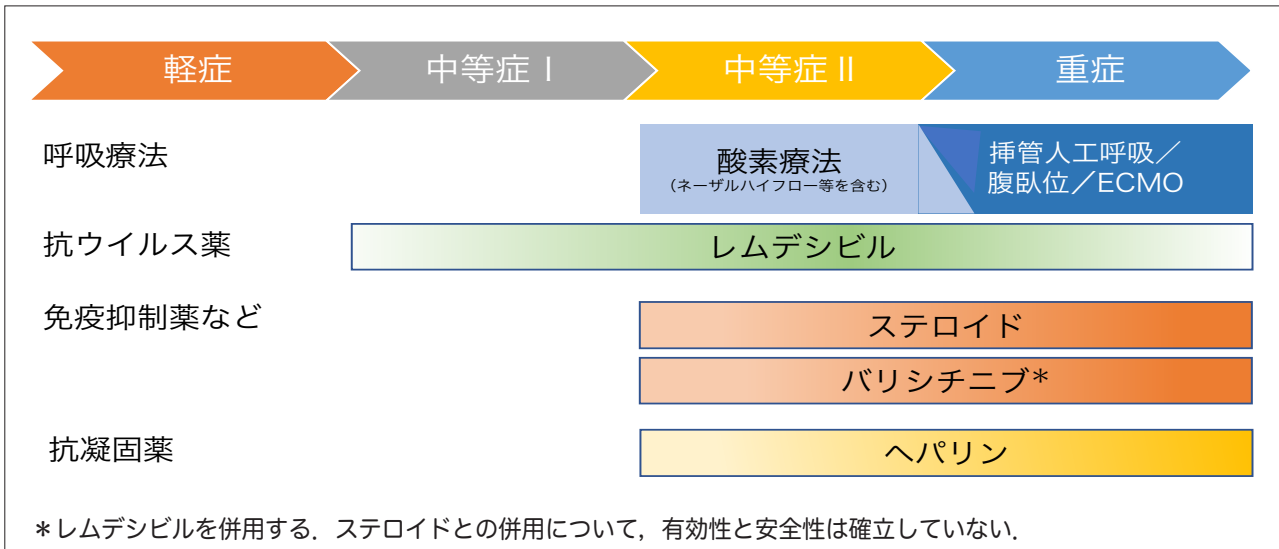 軽症 中等症Ⅰ 中等症Ⅱ 重症
呼吸療法
酸素療法
(ネーザルハイフロー等を含む)
挿管人工呼吸／
腹臥位／ECMO
抗ウイルス薬
レムデシビル
免疫抑制薬など
ステロイド
バリシチニブ*
抗凝固薬
ヘパリン
*レムデシビルを併用する．ステロイドとの併用について，有効性と安全性は確立していない．